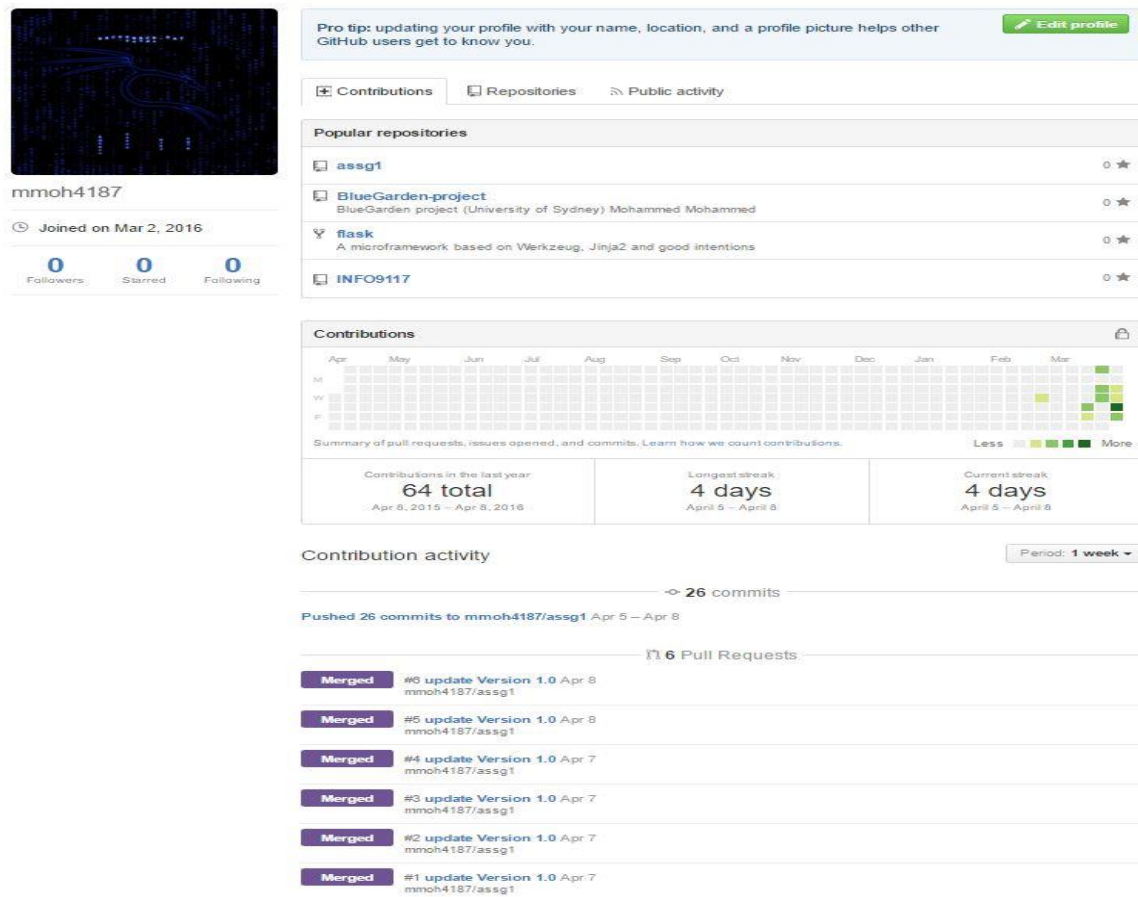 Pro tip: updating your profile with your name, location, and a profile picture helps other
GitHub users get to know you.
Edit profile
Contributions
Repositories
Public activity
mmoh4187
Joined on Mar 2, 2016
0
Followers
0
Starred
0
Following
Popular repositories
assg1
0
BlueGarden-project
BlueGarden project (University of Sydney) Mohammed Mohammed
0
flask
A microframework based on Werkzeug, Jinja2 and good intentions
0
INFO9117
0
Contributions
Apr May Jun Jul Aug Sep Oct Nov Dec Jan Feb Mar
M
W
F
Summary of pull requests, issues opened, and commits. Learn how we count contributions.
Less More
Contributions in the last year
64 total
Apr 8, 2015 – Apr 8, 2016
Longest streak
4 days
April 5 – April 8
Current streak
4 days
April 5 – April 8
Contribution activity
Period: 1 week
26 commits
Pushed 26 commits to mmoh4187/assg1 Apr 5 – Apr 8
6 Pull Requests
Merged #6 update Version 1.0 Apr 8
mmoh4187/assg1
Merged #5 update Version 1.0 Apr 8
mmoh4187/assg1
Merged #4 update Version 1.0 Apr 7
mmoh4187/assg1
Merged #3 update Version 1.0 Apr 7
mmoh4187/assg1
Merged #2 update Version 1.0 Apr 7
mmoh4187/assg1
Merged #1 update Version 1.0 Apr 7
mmoh4187/assg1